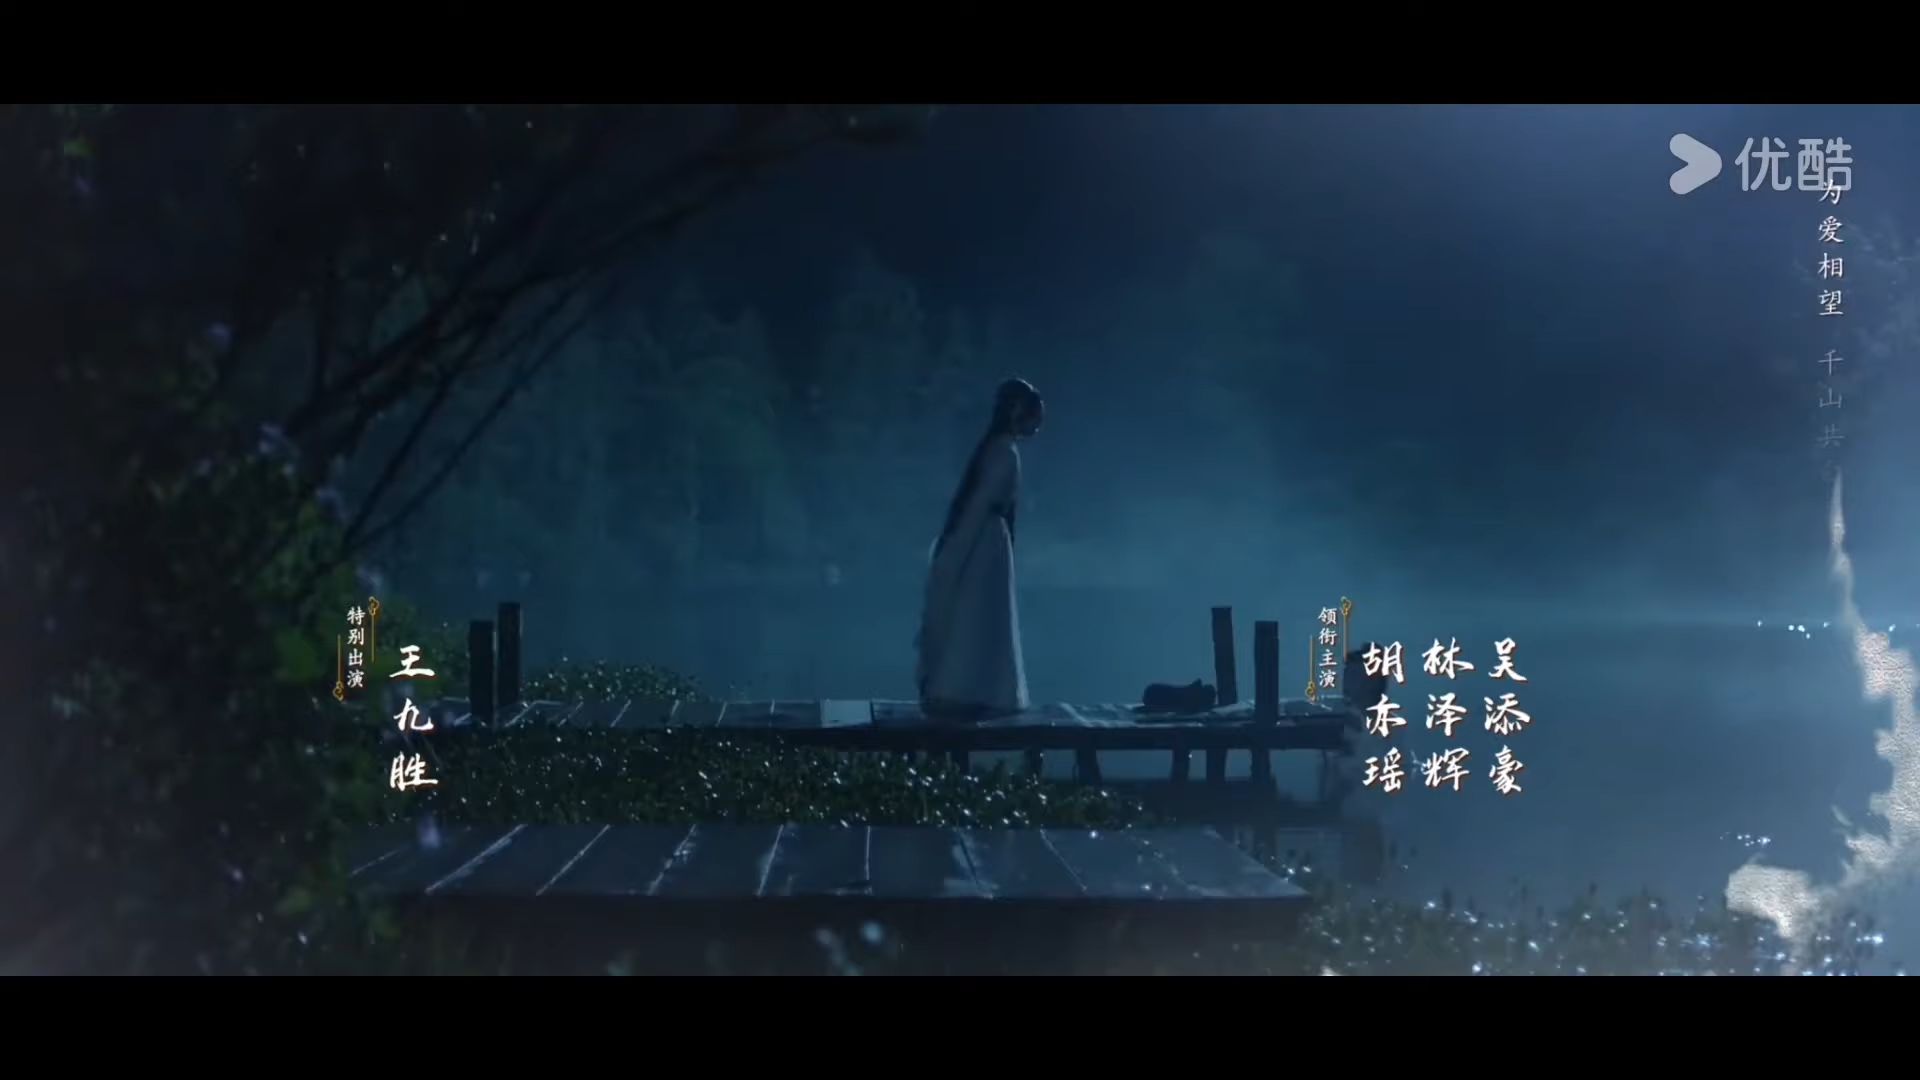 优酷
为爱相望 千山共
领衔主演
吴添豪
林泽辉
胡亦瑶
特别出演
王九胜